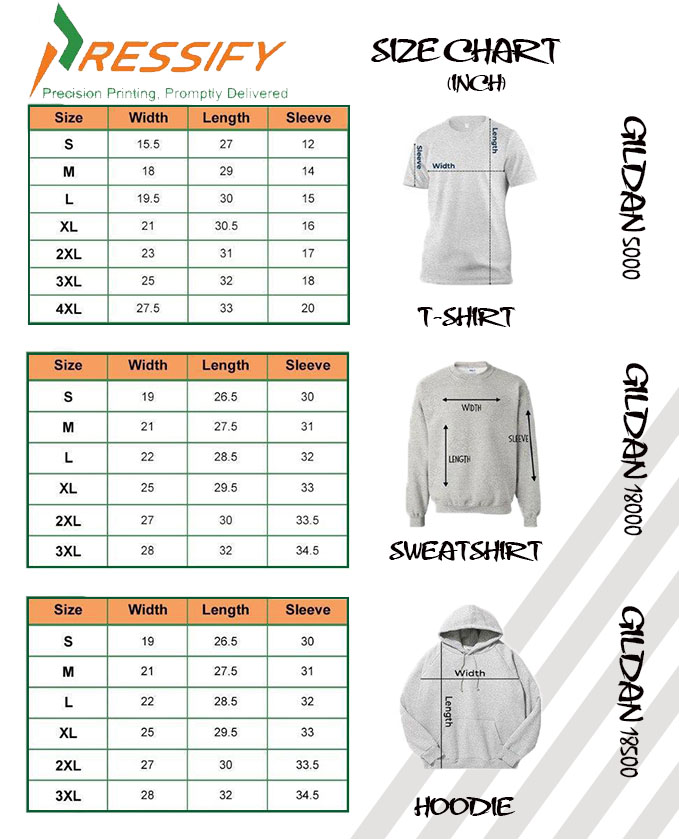 PRESSIFY
Precision Printing, Promptly Delivered
SIZE CHART
(INCH)
Size Width Length Sleeve
S 15.5 27 12
M 18 29 14
L 19.5 30 15
XL 21 30.5 16
2XL 23 31 17
3XL 25 32 18
4XL 27.5 33 20
Sleeve
Width
Length
T-SHIRT
GILDAN 5000
Size Width Length Sleeve
S 19 26.5 30
M 21 27.5 31
L 22 28.5 32
XL 25 29.5 33
2XL 27 30 33.5
3XL 28 32 34.5
WIDTH
LENGTH
SLEEVE
SWEATSHIRT
GILDAN 18000
Size Width Length Sleeve
S 19 26.5 30
M 21 27.5 31
L 22 28.5 32
XL 25 29.5 33
2XL 27 30 33.5
3XL 28 32 34.5
Width
Length
HOODIE
GILDAN 18500